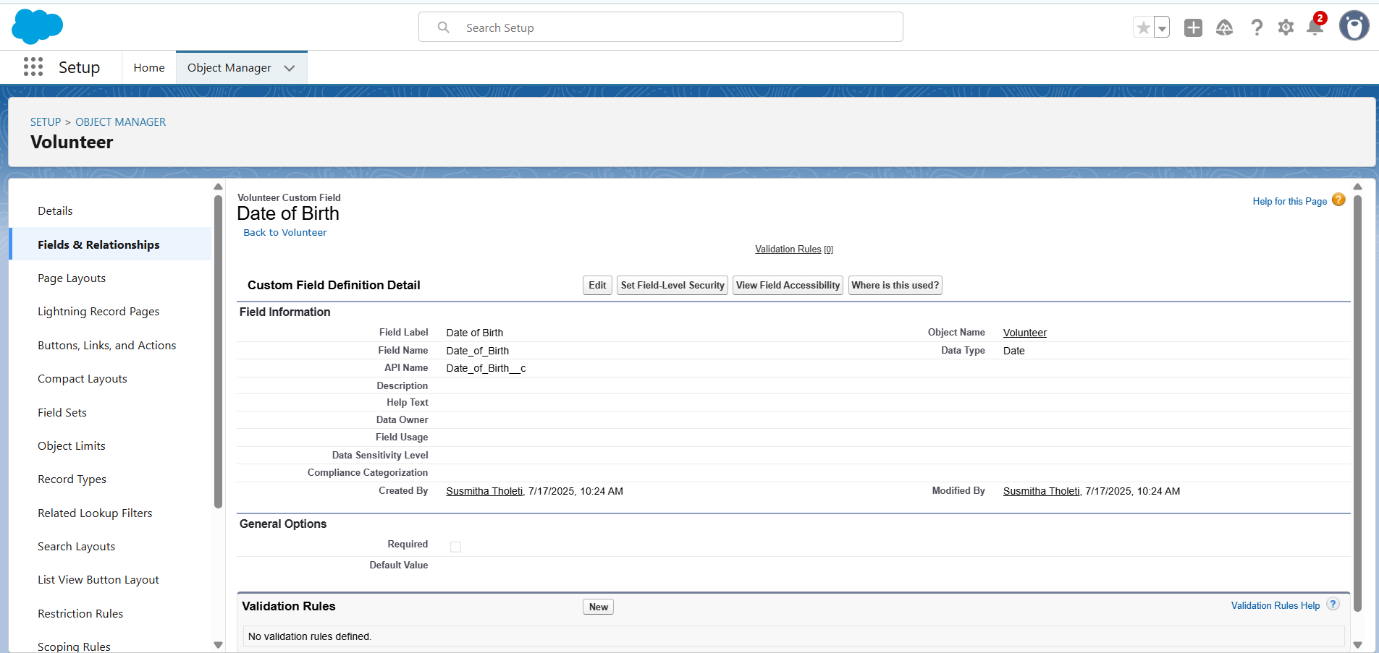 Search Setup
2
Setup
Home
Object Manager
SETUP > OBJECT MANAGER
Volunteer
Details
Fields & Relationships
Page Layouts
Lightning Record Pages
Buttons, Links, and Actions
Compact Layouts
Field Sets
Object Limits
Record Types
Related Lookup Filters
Search Layouts
List View Button Layout
Restriction Rules
Scoping Rules
Volunteer Custom Field
Date of Birth
Back to Volunteer
Help for this Page ?
Validation Rules [0]
Custom Field Definition Detail Edit Set Field-Level Security View Field Accessibility Where is this used?
Field Information
Field Label Date of Birth Object Name Volunteer
Field Name Date_of_Birth Data Type Date
API Name Date_of_Birth__c
Description
Help Text
Data Owner
Field Usage
Data Sensitivity Level
Compliance Categorization
Created By Susmitha Tholeti, 7/17/2025, 10:24 AM Modified By Susmitha Tholeti, 7/17/2025, 10:24 AM
General Options
Required
Default Value
Validation Rules New Validation Rules Help ?
No validation rules defined.